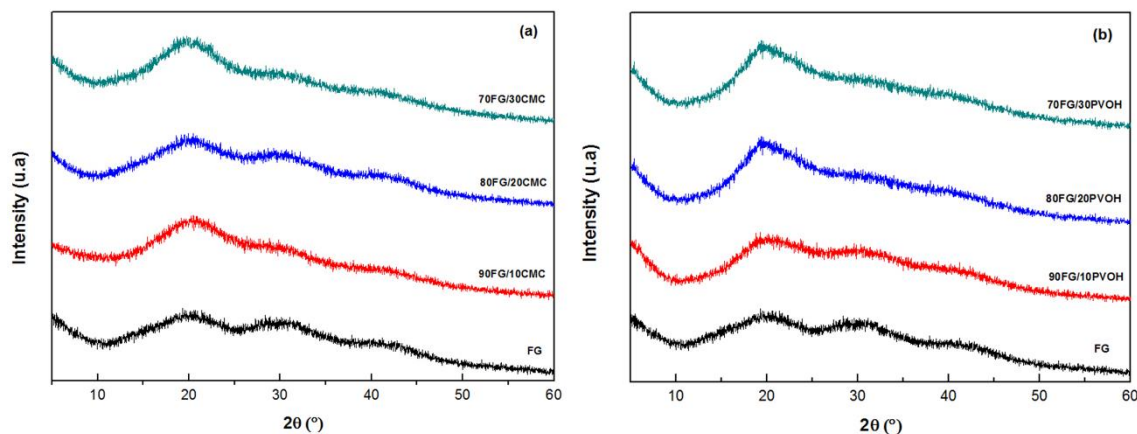 (a)
70FG/30CMC
80FG/20CMC
90FG/10CMC
FG
Intensity (u.a)
10 20 30 40 50 60
2θ (°)
(b)
70FG/30PVOH
80FG/20PVOH
90FG/10PVOH
FG
Intensity (u.a)
10 20 30 40 50 60
2θ (°)